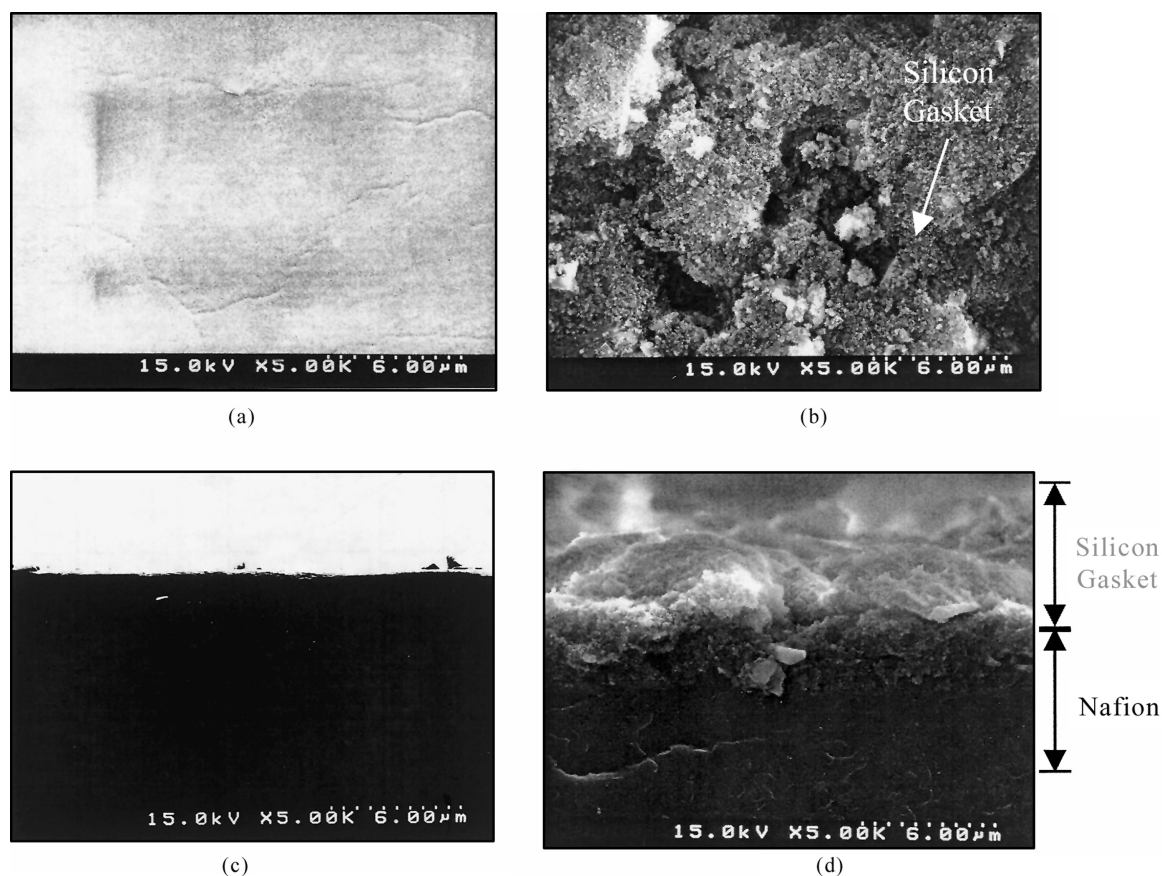 Silicon
Gasket
15.0kV X5.00K 6.00μm
15.0kV X5.00K 6.00μm
(a)
(b)
Silicon
Gasket
Nafion
15.0kV X5.00K 6.00μm
15.0kV X5.00K 6.00μm
(c)
(d)